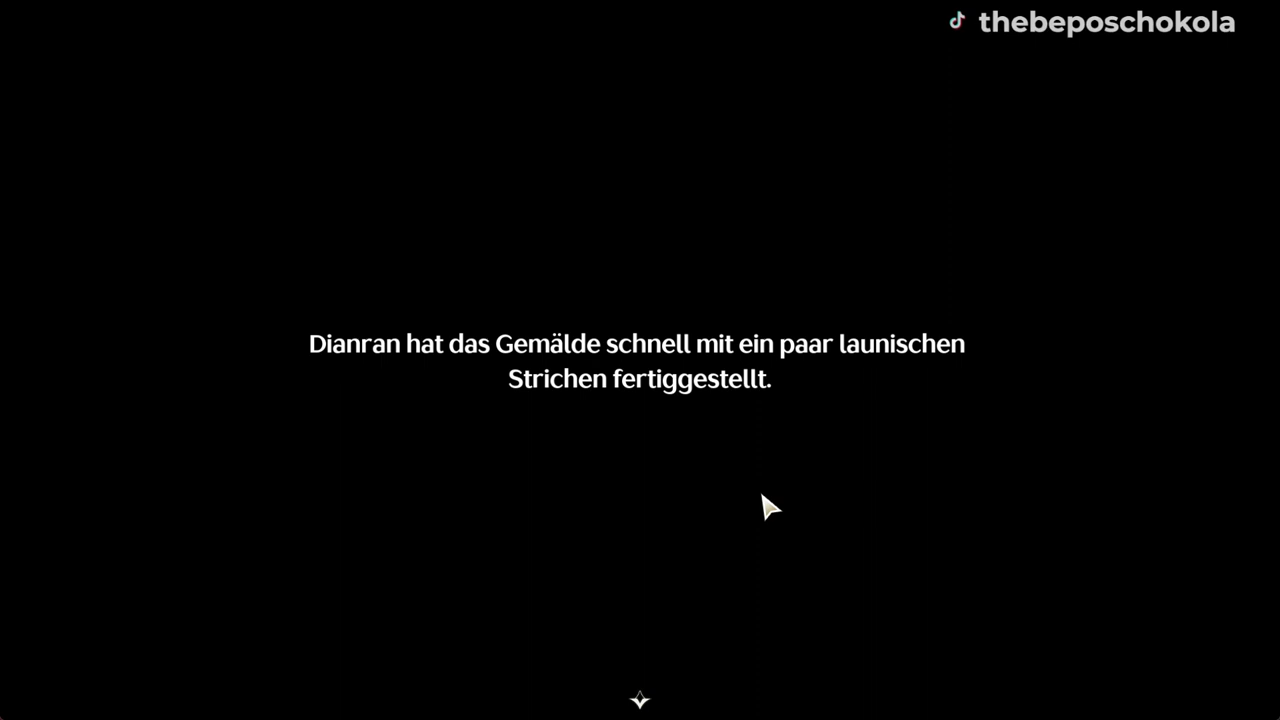 thebeposchokola
Dianran hat das Gemälde schnell mit ein paar launischen
Strichen fertiggestellt.